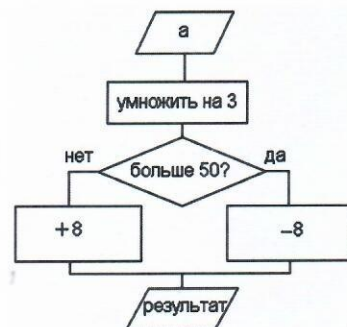 a
умножить на 3
нет
больше 50?
да
+8
−8
результат